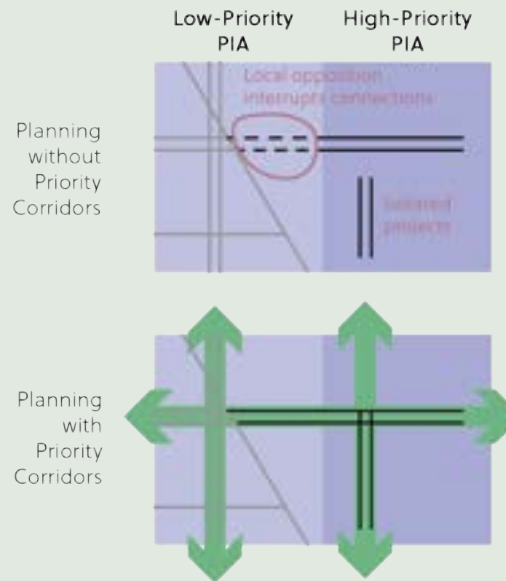 Low-Priority
PIA
High-Priority
PIA
Planning
without
Priority
Corridors
Local opposition
interrupts connections
Isolated
projects
Planning
with
Priority
Corridors